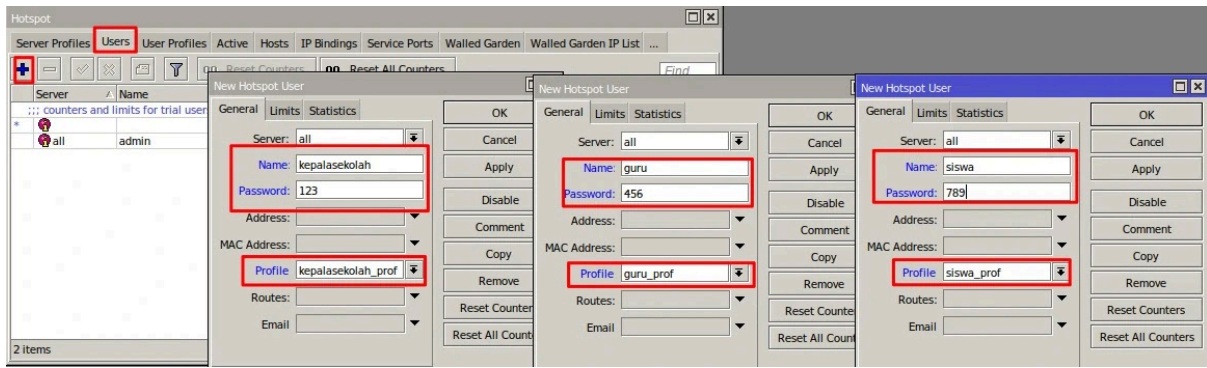 Hotspot
Server Profiles Users User Profiles Active Hosts IP Bindings Service Ports Walled Garden Walled Garden IP List ...
00 Reset Counters 00 Reset All Counters Find
Server Name
;;; counters and limits for trial user
*
all admin
2 items
New Hotspot User
General Limits Statistics
Server: all
Name: kepalasekolah
Password: 123
Address:
MAC Address:
Profile kepalasekolah_prof
Routes:
Email
OK
Cancel
Apply
Disable
Comment
Copy
Remove
Reset Counter
Reset All Count
New Hotspot User
General Limits Statistics
Server: all
Name: guru
Password: 456
Address:
MAC Address:
Profile guru_prof
Routes:
Email
OK
Cancel
Apply
Disable
Comment
Copy
Remove
Reset Counte
Reset All Count
New Hotspot User
General Limits Statistics
Server: all
Name: siswa
Password: 789
Address:
MAC Address:
Profile siswa_prof
Routes:
Email
OK
Cancel
Apply
Disable
Comment
Copy
Remove
Reset Counters
Reset All Counters